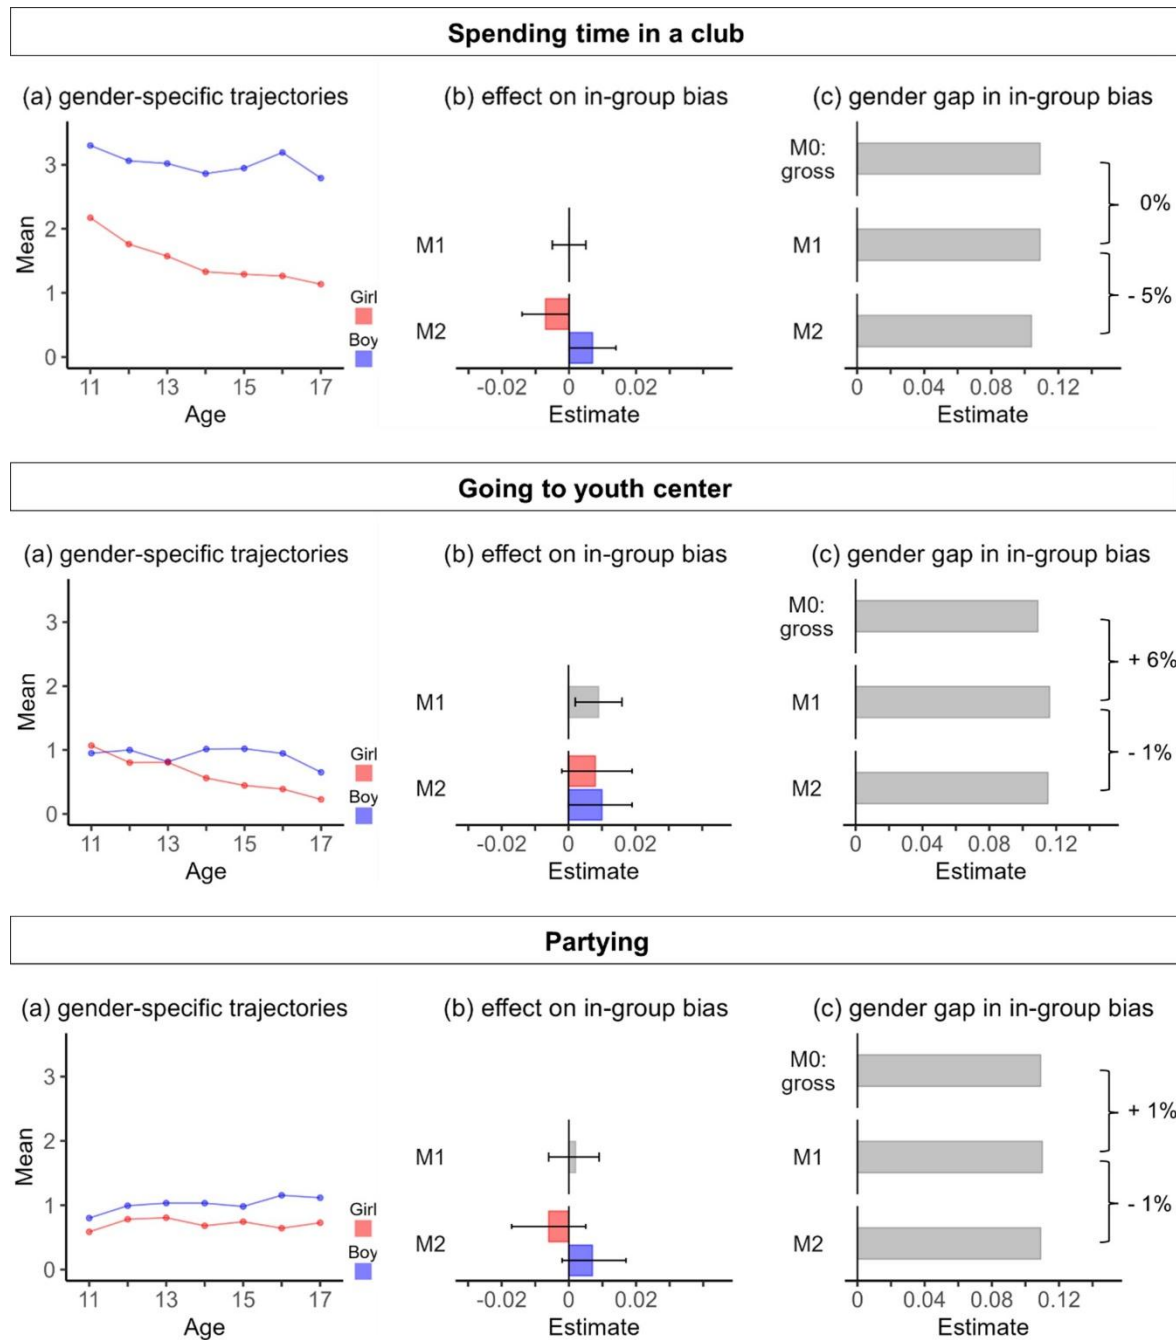 Spending time in a club
(a) gender-specific trajectories
Mean
3
2
1
0
11 13 15 17
Age
Girl
Boy
(b) effect on in-group bias
M1
M2
-0.02 0 0.02
Estimate
(c) gender gap in in-group bias
M0:
gross
M1
M2
0%
- 5%
0 0.04 0.08 0.12
Estimate
Going to youth center
(a) gender-specific trajectories
Mean
3
2
1
0
11 13 15 17
Age
Girl
Boy
(b) effect on in-group bias
M1
M2
-0.02 0 0.02
Estimate
(c) gender gap in in-group bias
M0:
gross
M1
M2
+ 6%
- 1%
0 0.04 0.08 0.12
Estimate
Partying
(a) gender-specific trajectories
Mean
3
2
1
0
11 13 15 17
Age
Girl
Boy
(b) effect on in-group bias
M1
M2
-0.02 0 0.02
Estimate
(c) gender gap in in-group bias
M0:
gross
M1
M2
+ 1%
- 1%
0 0.04 0.08 0.12
Estimate